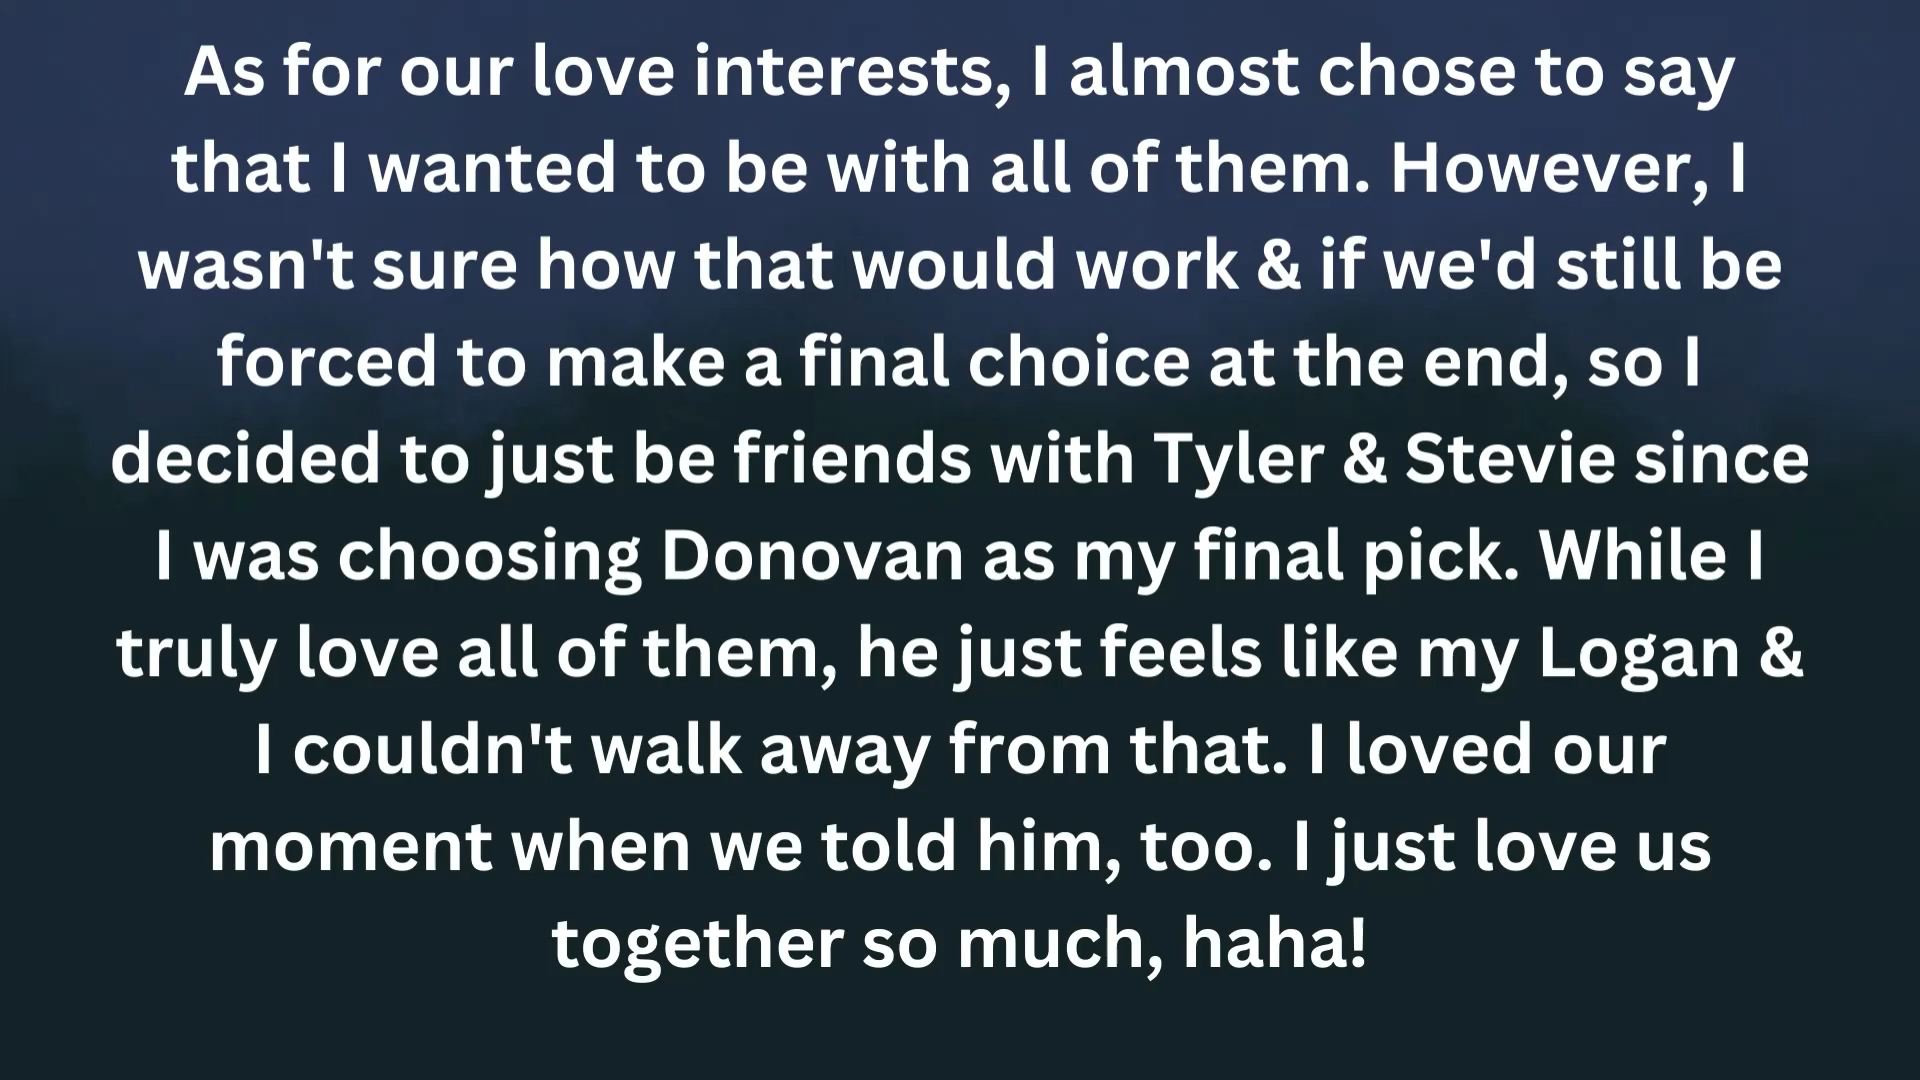 As for our love interests, I almost chose to say
that I wanted to be with all of them. However, I
wasn't sure how that would work & if we'd still be
forced to make a final choice at the end, so I
decided to just be friends with Tyler & Stevie since
I was choosing Donovan as my final pick. While I
truly love all of them, he just feels like my Logan &
I couldn't walk away from that. I loved our
moment when we told him, too. I just love us
together so much, haha!